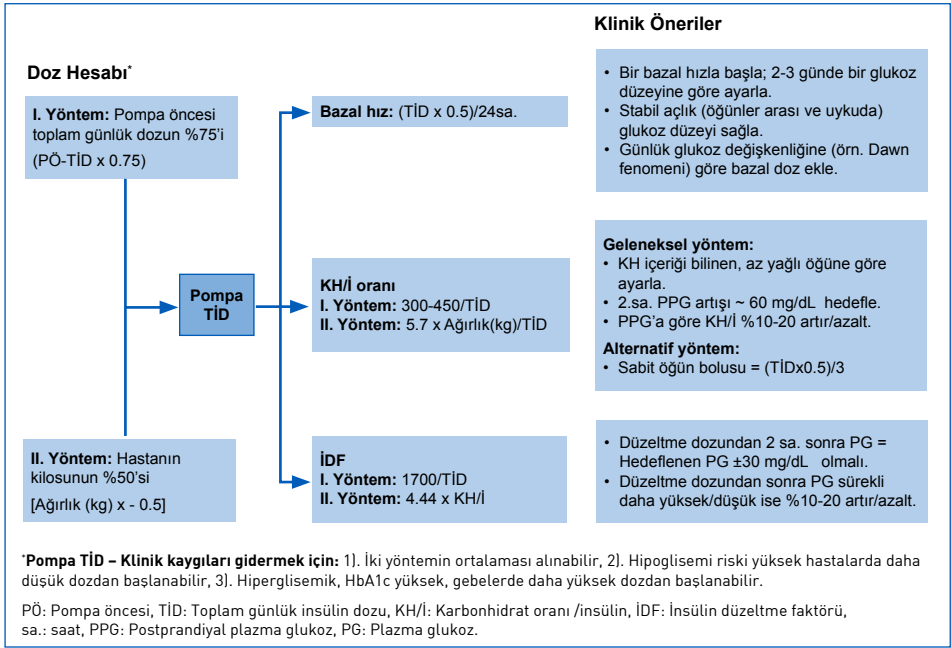 Klinik Öneriler
Doz Hesabı*
I. Yöntem: Pompa öncesi
toplam günlük dozun %75’i
(PÖ-TİD x 0.75)
II. Yöntem: Hastanın
kilosunun %50’si
[Ağırlık (kg) x - 0.5]
Pompa
TİD
Bazal hız: (TİD x 0.5)/24sa.
KH/İ oranı
I. Yöntem: 300-450/TİD
II. Yöntem: 5.7 x Ağırlık(kg)/TİD
İDF
I. Yöntem: 1700/TİD
II. Yöntem: 4.44 x KH/İ
• Bir bazal hızla başla; 2-3 günde bir glukoz
düzeyine göre ayarla.
• Stabil açlık (öğünler arası ve uykuda)
glukoz düzeyi sağla.
• Günlük glukoz değişkenliğine (örn. Dawn
fenomeni) göre bazal doz ekle.
Geleneksel yöntem:
• KH içeriği bilinen, az yağlı öğüne göre
ayarla.
• 2.sa. PPG artışı ~ 60 mg/dL hedefle.
• PPG’a göre KH/İ %10-20 artır/azalt.
Alternatif yöntem:
• Sabit öğün bolusu = (TİDx0.5)/3
• Düzeltme dozundan 2 sa. sonra PG =
Hedeflenen PG ±30 mg/dL olmalı.
• Düzeltme dozundan sonra PG sürekli
daha yüksek/düşük ise %10-20 artır/azalt.
*Pompa TİD – Klinik kaygıları gidermek için: 1). İki yöntemin ortalaması alınabilir, 2). Hipoglisemi riski yüksek hastalarda daha
düşük dozdan başlanabilir, 3). Hiperglisemik, HbA1c yüksek, gebelerde daha yüksek dozdan başlanabilir.
PÖ: Pompa öncesi, TİD: Toplam günlük insülin dozu, KH/İ: Karbonhidrat oranı /insülin, İDF: İnsülin düzeltme faktörü,
sa.: saat, PPG: Postprandiyal plazma glukoz, PG: Plazma glukoz.